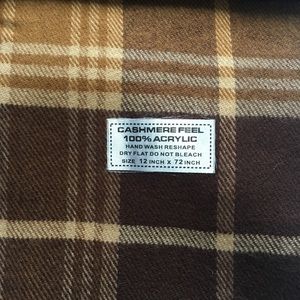 CASHMERE FEEL
100% ACRYLIC
HAND WASH RESHAPE
DRY FLAT DO NOT BLEACH
SIZE 12 INCH X 72 INCH